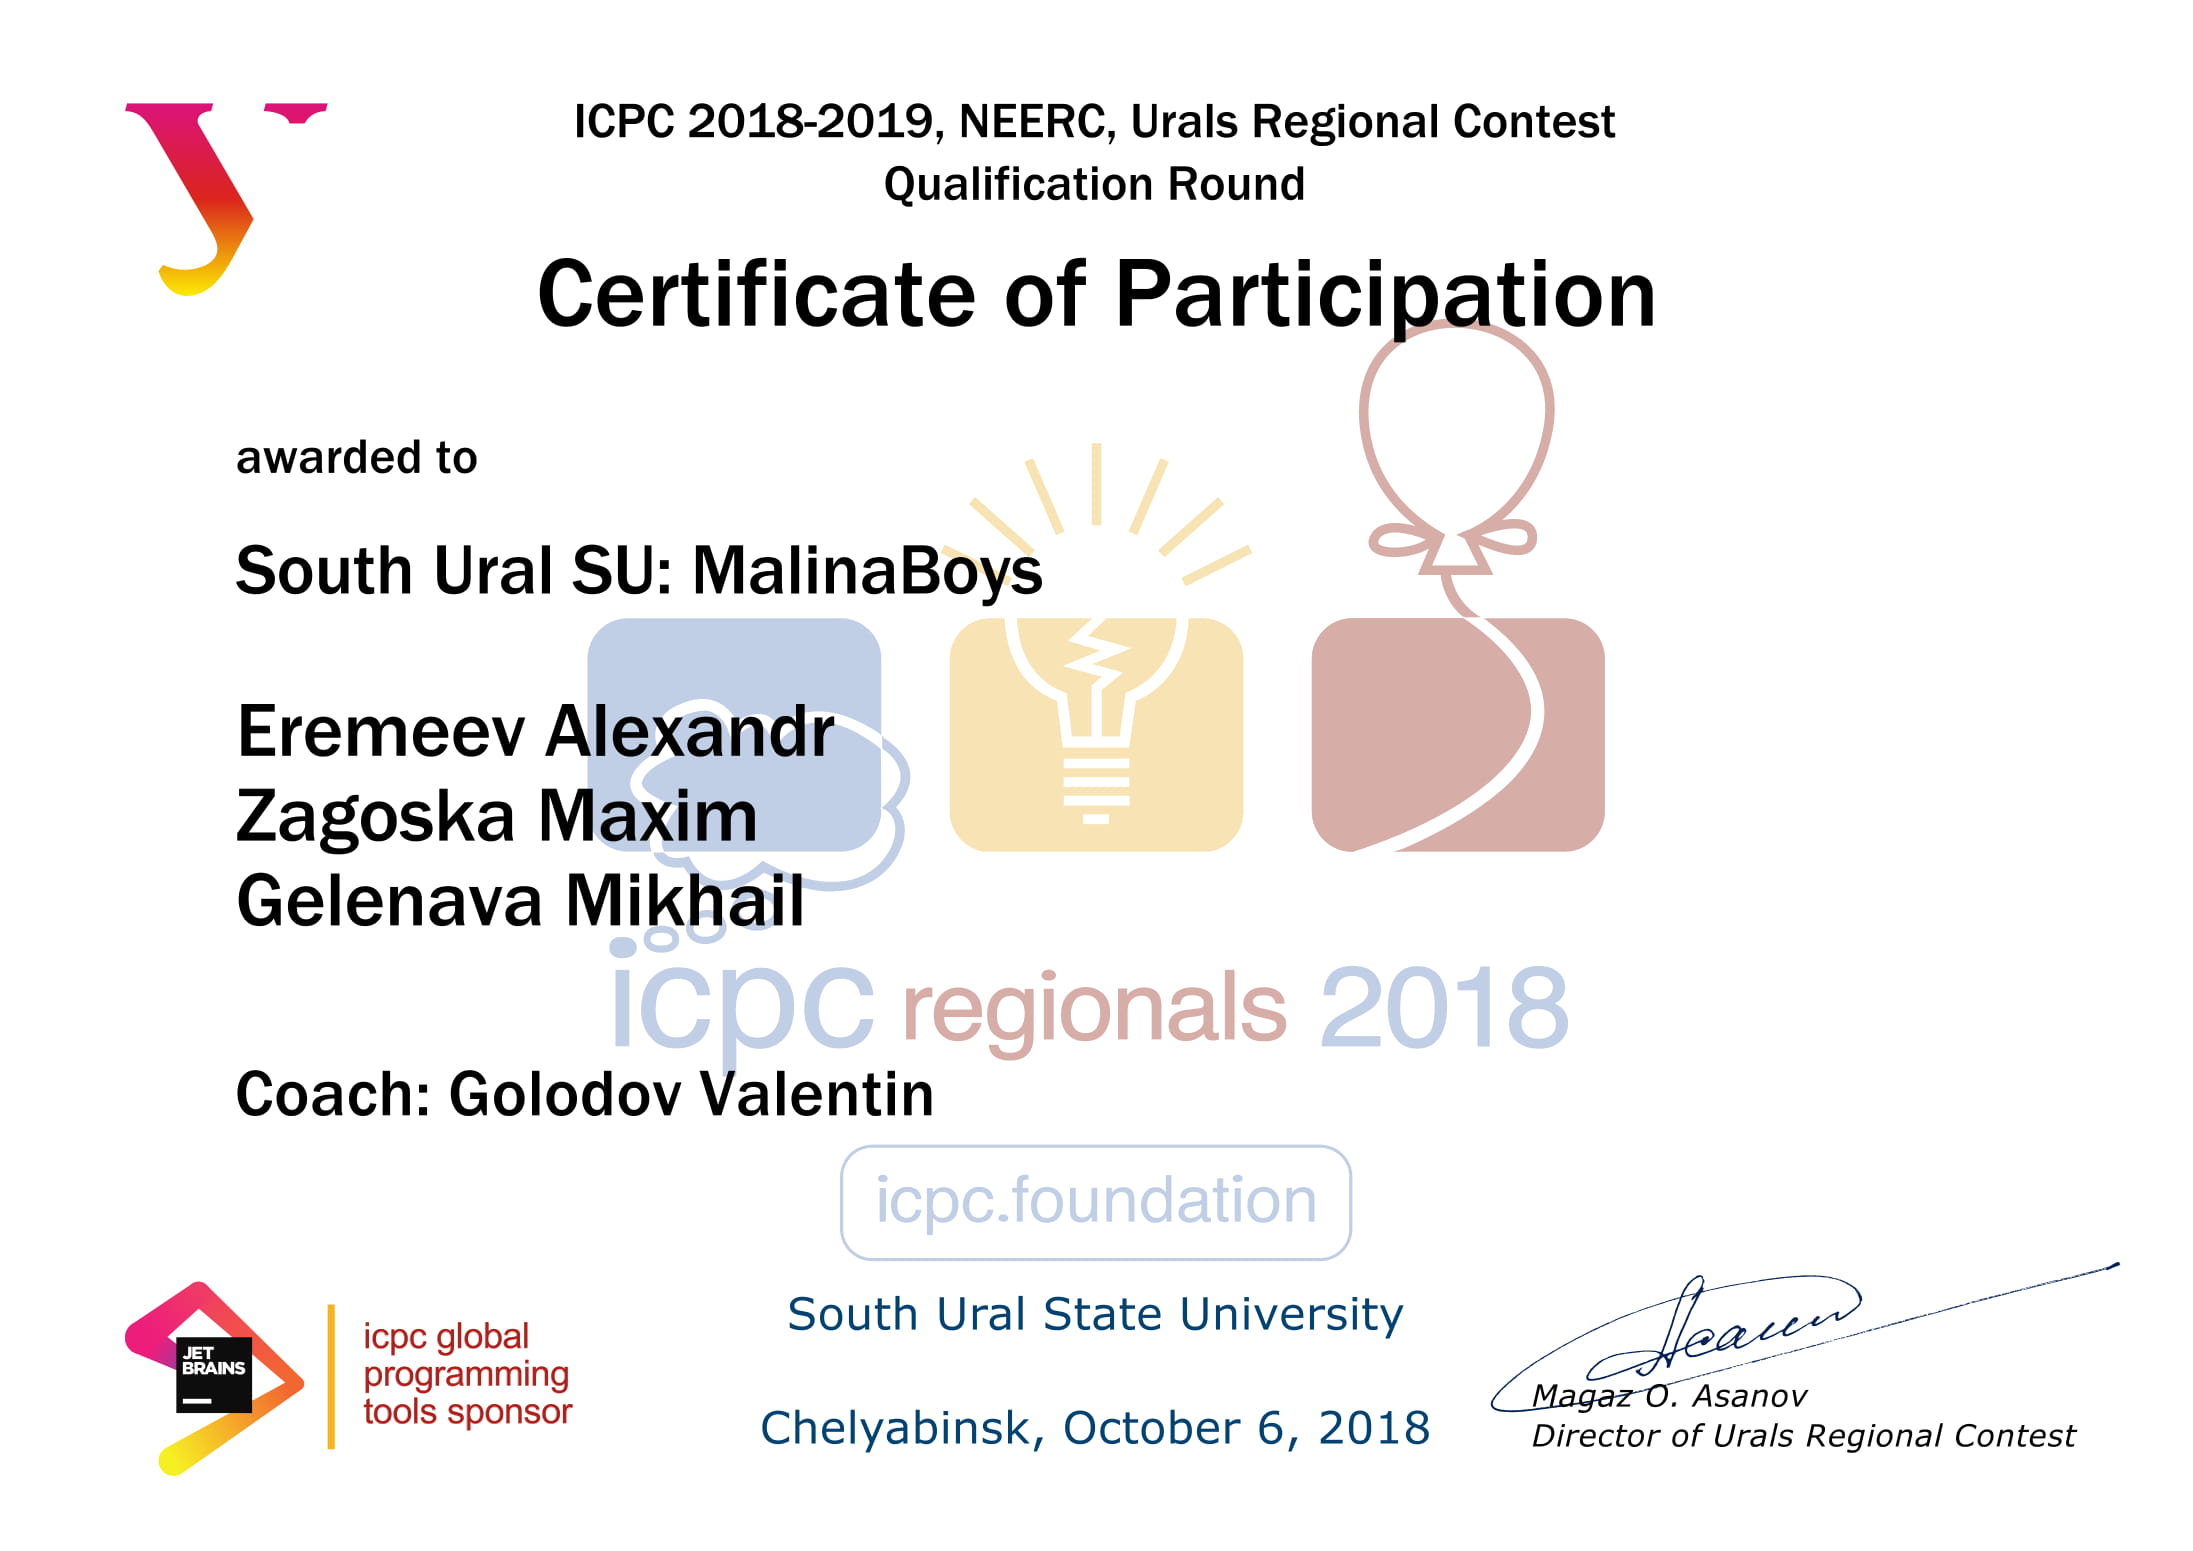 ICPC 2018-2019, NEERC, Urals Regional Contest
Qualification Round
Certificate of Participation
awarded to
South Ural SU: MalinaBoys
Eremeev Alexandr
Zagoska Maxim
Gelenava Mikhail
icpc regionals 2018
Coach: Golodov Valentin
icpc.foundation
JET
BRAINS
icpc global
programming
tools sponsor
South Ural State University
Chelyabinsk, October 6, 2018
Magaz O. Asanov
Director of Urals Regional Contest